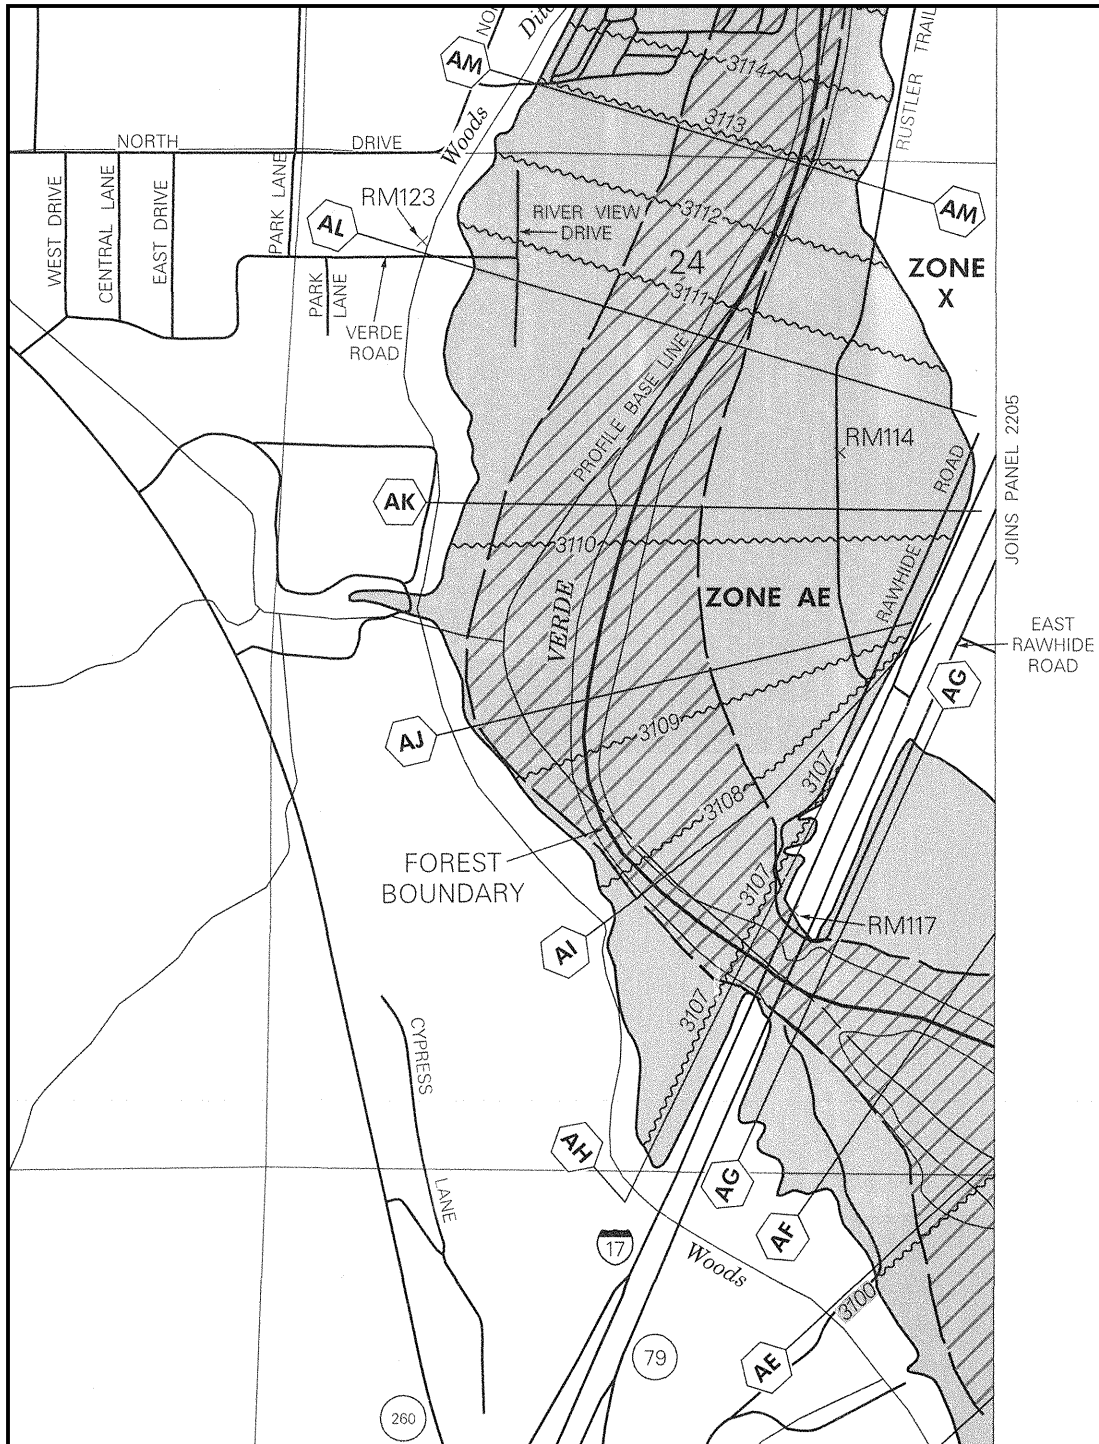 NOR
Ditc
AM
3114
RUSTLER TRAIL
3113
NORTH DRIVE
Woods
AM
WEST DRIVE
CENTRAL LANE
EAST DRIVE
PARK LANE
RM123
AL
RIVER VIEW
DRIVE
3112
24
ZONE
X
3111
PARK
LANE
VERDE
ROAD
PROFILE BASE LINE
JOINS PANEL 2205
RM114
ROAD
AK
3110
RAWHIDE
VERDE
ZONE AE
EAST
RAWHIDE
ROAD
AG
AJ
3109
3107
3108
FOREST
BOUNDARY
3107
RM117
AI
3107
CYPRESS
LANE
AH
AG
AF
17
Woods
3100
79
AE
260